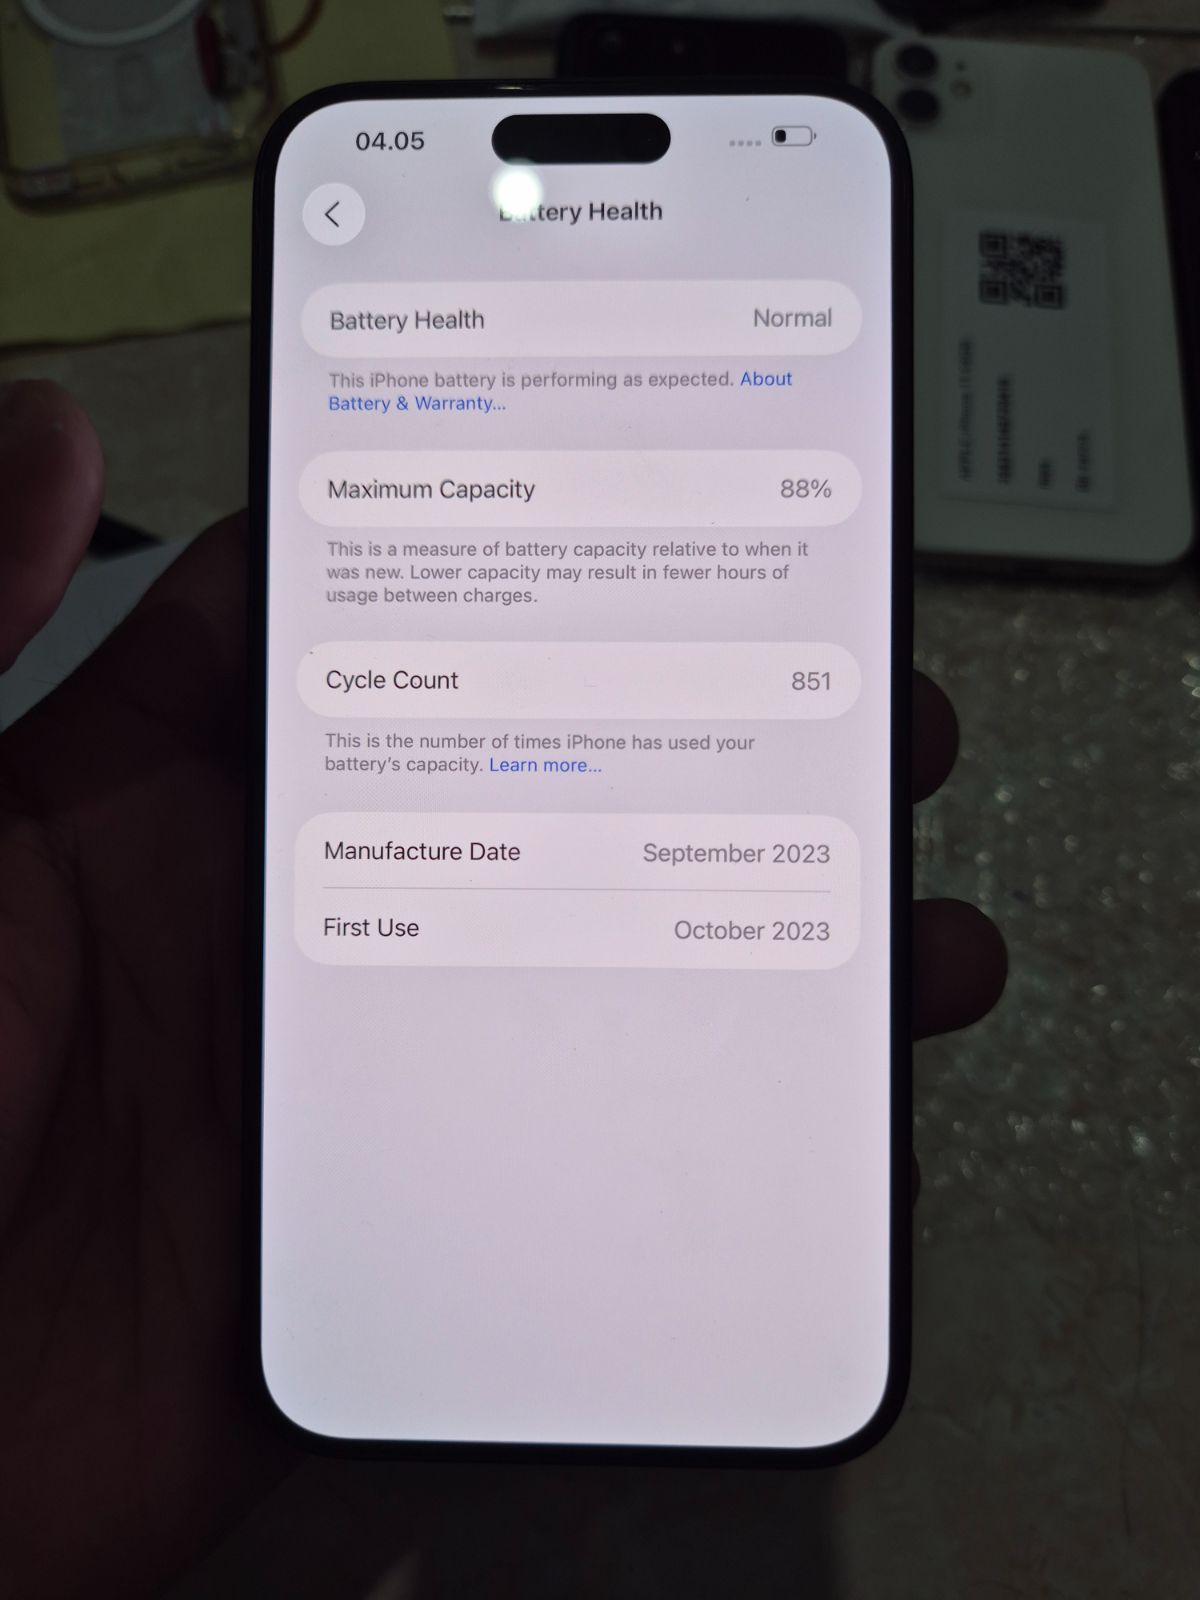 04.05
Battery Health
Battery Health Normal
This iPhone battery is performing as expected. About
Battery & Warranty...
Maximum Capacity 88%
This is a measure of battery capacity relative to when it
was new. Lower capacity may result in fewer hours of
usage between charges.
Cycle Count 851
This is the number of times iPhone has used your
battery's capacity. Learn more...
Manufacture Date September 2023
First Use October 2023